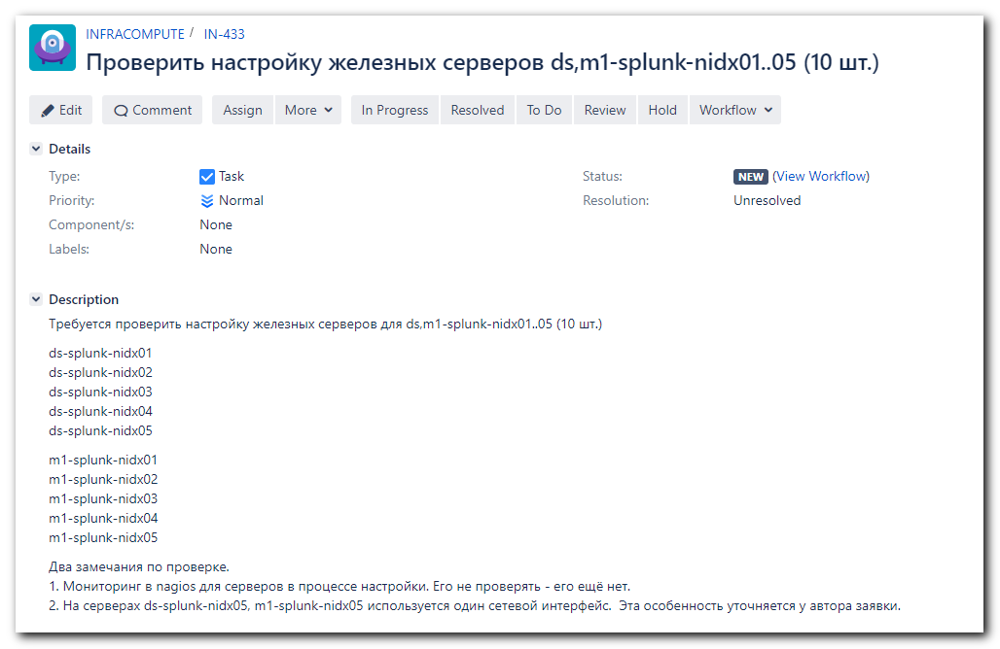 INFRACOMPUTE / IN-433
Проверить настройку железных серверов ds,m1-splunk-nidx01..05 (10 шт.)
Edit Comment Assign More In Progress Resolved To Do Review Hold Workflow
Details
Type: Task Status: NEW (View Workflow)
Priority: Normal Resolution: Unresolved
Component/s: None
Labels: None
Description
Требуется проверить настройку железных серверов для ds,m1-splunk-nidx01..05 (10 шт.)
ds-splunk-nidx01
ds-splunk-nidx02
ds-splunk-nidx03
ds-splunk-nidx04
ds-splunk-nidx05
m1-splunk-nidx01
m1-splunk-nidx02
m1-splunk-nidx03
m1-splunk-nidx04
m1-splunk-nidx05
Два замечания по проверке.
1. Мониторинг в nagios для серверов в процессе настройки. Его не проверять - его ещё нет.
2. На серверах ds-splunk-nidx05, m1-splunk-nidx05 используется один сетевой интерфейс. Эта особенность уточняется у автора заявки.